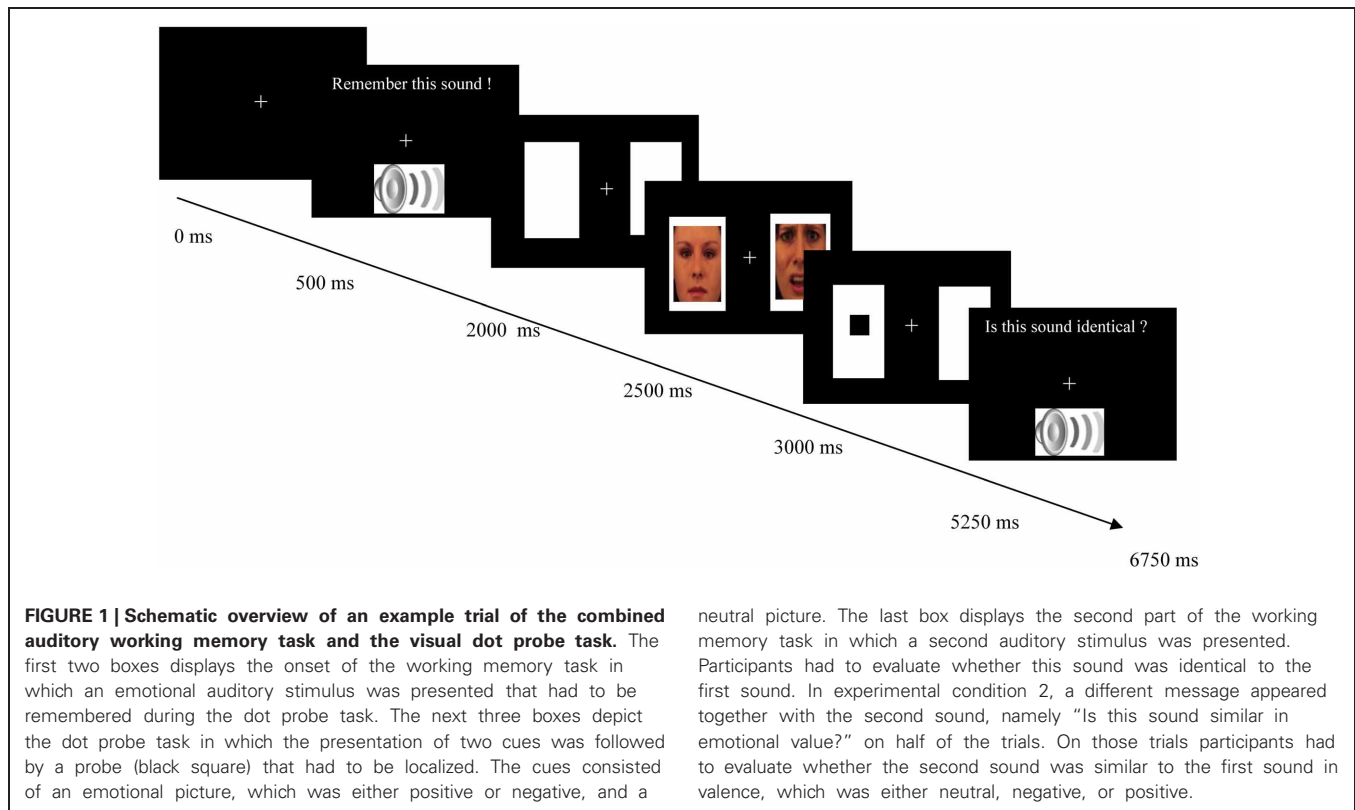 Remember this sound !
0 ms
500 ms
2000 ms
2500 ms
3000 ms
Is this sound identical ?
5250 ms
6750 ms
FIGURE 1 | Schematic overview of an example trial of the combined
auditory working memory task and the visual dot probe task. The
first two boxes displays the onset of the working memory task in
which an emotional auditory stimulus was presented that had to be
remembered during the dot probe task. The next three boxes depict
the dot probe task in which the presentation of two cues was followed
by a probe (black square) that had to be localized. The cues consisted
of an emotional picture, which was either positive or negative, and a
neutral picture. The last box displays the second part of the working
memory task in which a second auditory stimulus was presented.
Participants had to evaluate whether this sound was identical to the
first sound. In experimental condition 2, a different message appeared
together with the second sound, namely “Is this sound similar in
emotional value?” on half of the trials. On those trials participants had
to evaluate whether the second sound was similar to the first sound in
valence, which was either neutral, negative, or positive.